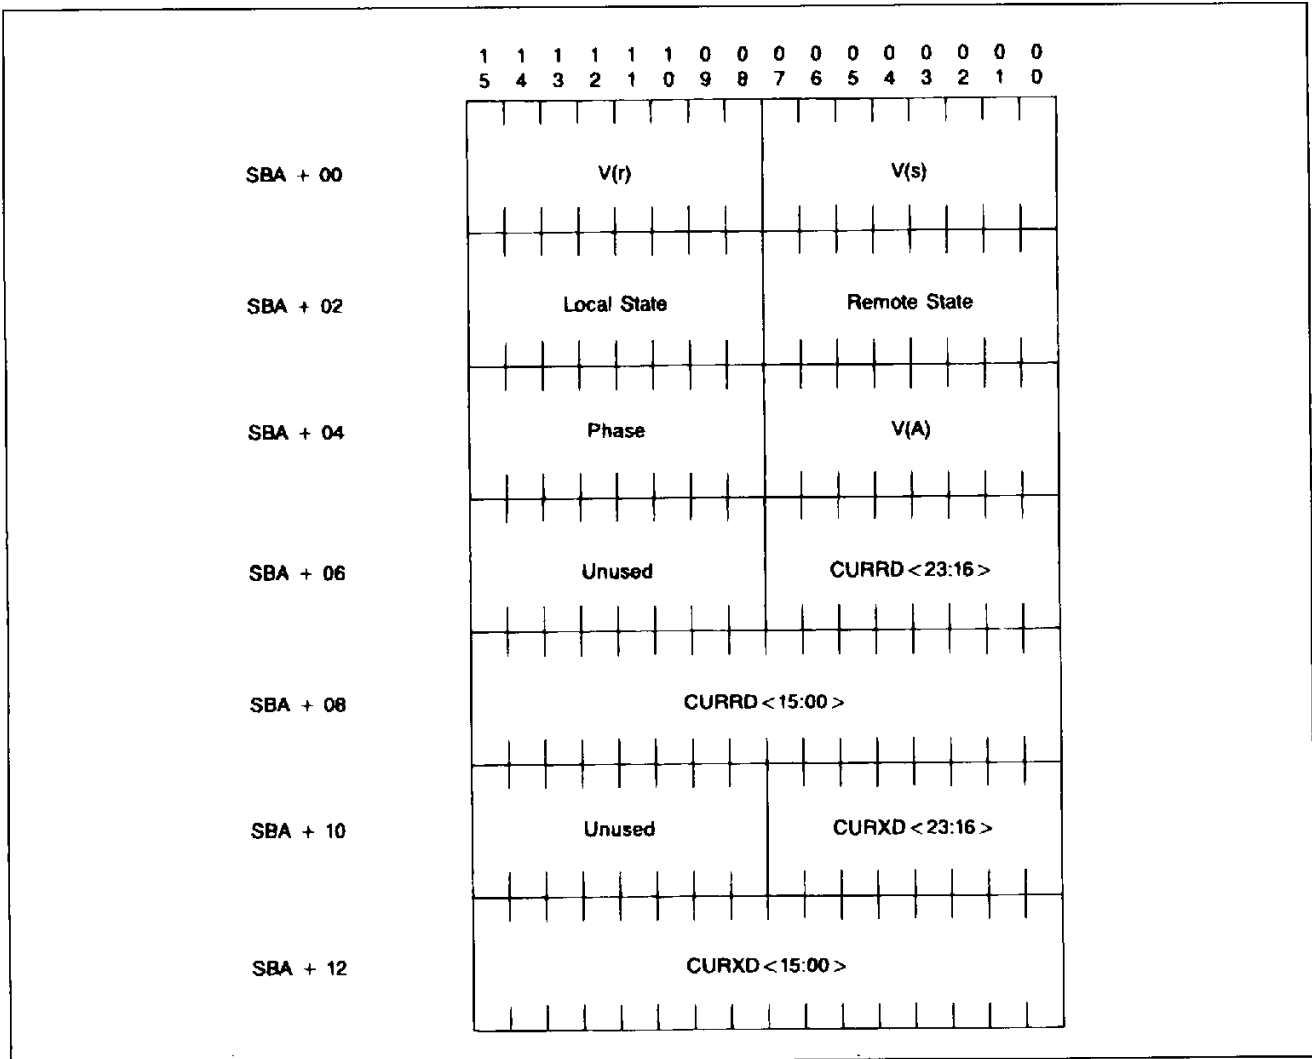 1 1 1 1 1 1 0 0 0 0 0 0 0 0 0 0
5 4 3 2 1 0 9 8 7 6 5 4 3 2 1 0
SBA + 00 V(r) V(s)
SBA + 02 Local State Remote State
SBA + 04 Phase V(A)
SBA + 06 Unused CURRD<23:16>
SBA + 08 CURRD<15:00>
SBA + 10 Unused CURXD<23:16>
SBA + 12 CURXD<15:00>